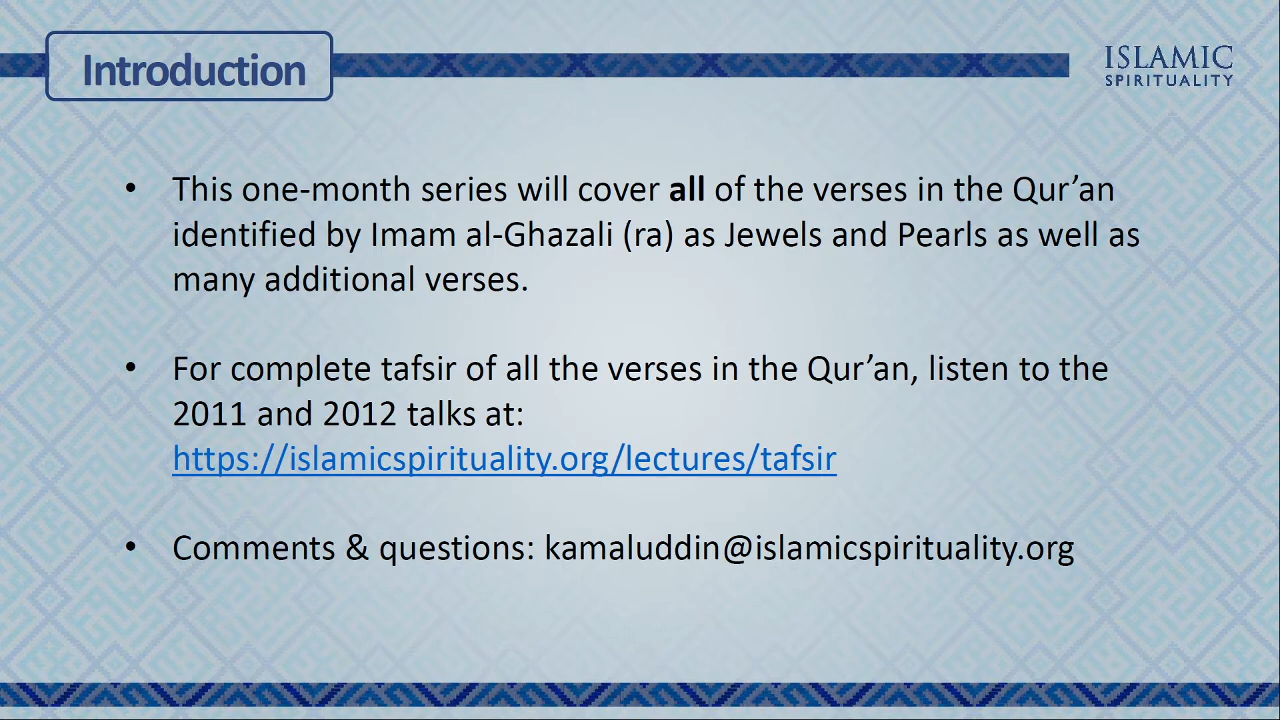 Introduction
ISLAMIC
SPIRITUALITY
• This one-month series will cover all of the verses in the Qur’an
identified by Imam al-Ghazali (ra) as Jewels and Pearls as well as
many additional verses.
• For complete tafsir of all the verses in the Qur’an, listen to the
2011 and 2012 talks at:
https://islamicspirituality.org/lectures/tafsir
• Comments & questions: kamaluddin@islamicspirituality.org